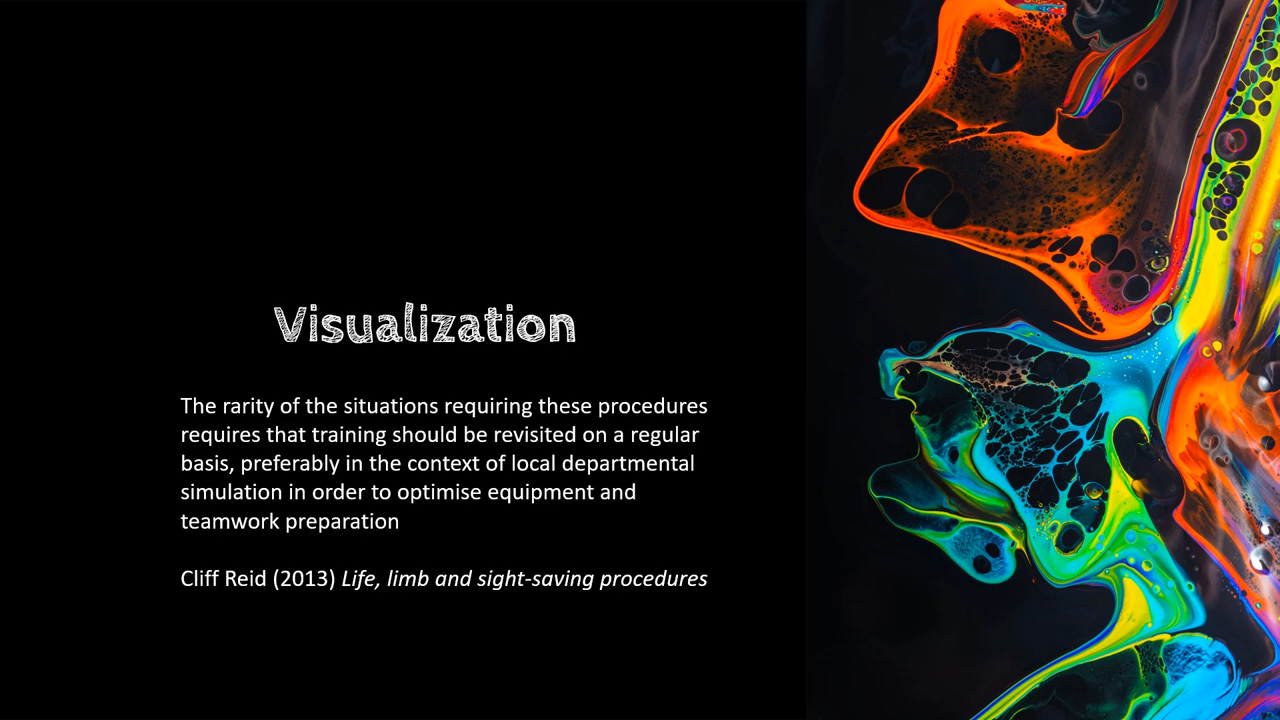 Visualization
The rarity of the situations requiring these procedures
requires that training should be revisited on a regular
basis, preferably in the context of local departmental
simulation in order to optimise equipment and
teamwork preparation
Cliff Reid (2013) Life, limb and sight-saving procedures